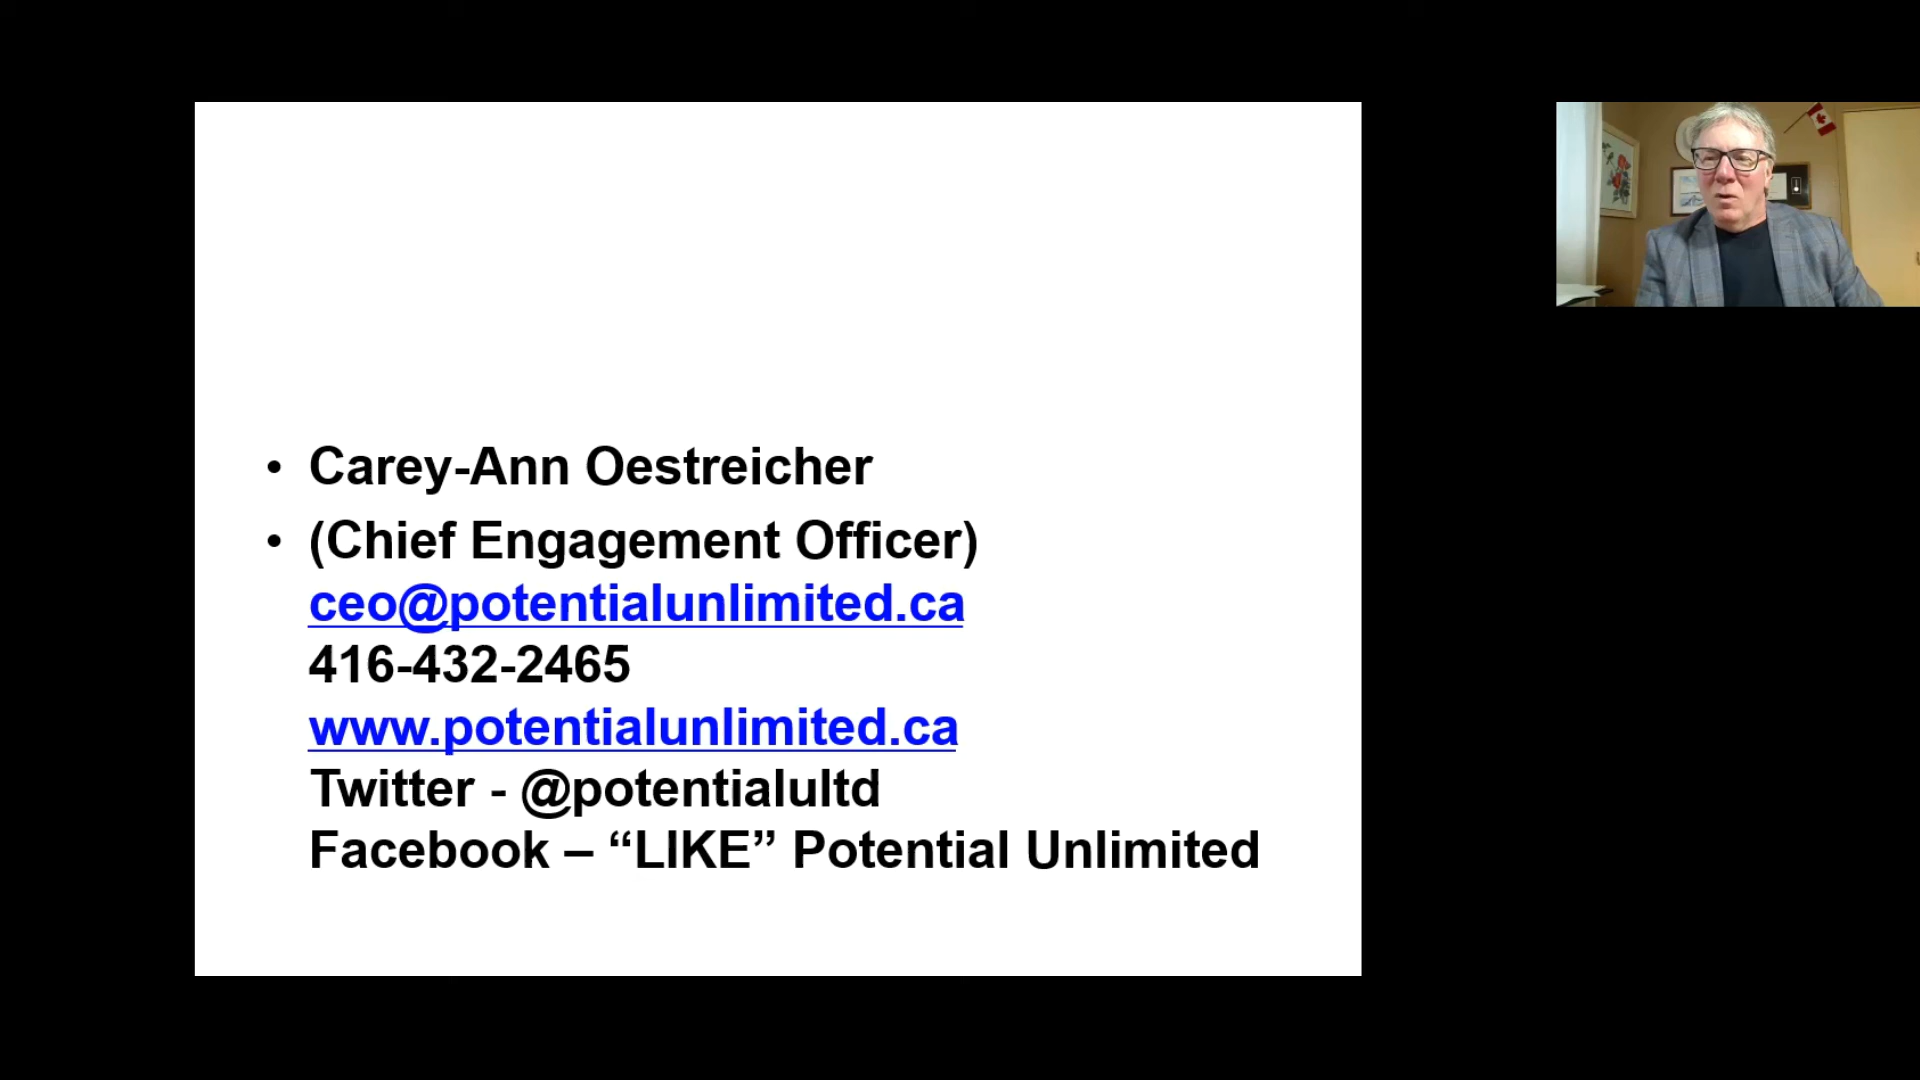 • Carey-Ann Oestreicher
• (Chief Engagement Officer)
ceo@potentialunlimited.ca
416-432-2465
www.potentialunlimited.ca
Twitter - @potentialultd
Facebook – “LIKE” Potential Unlimited